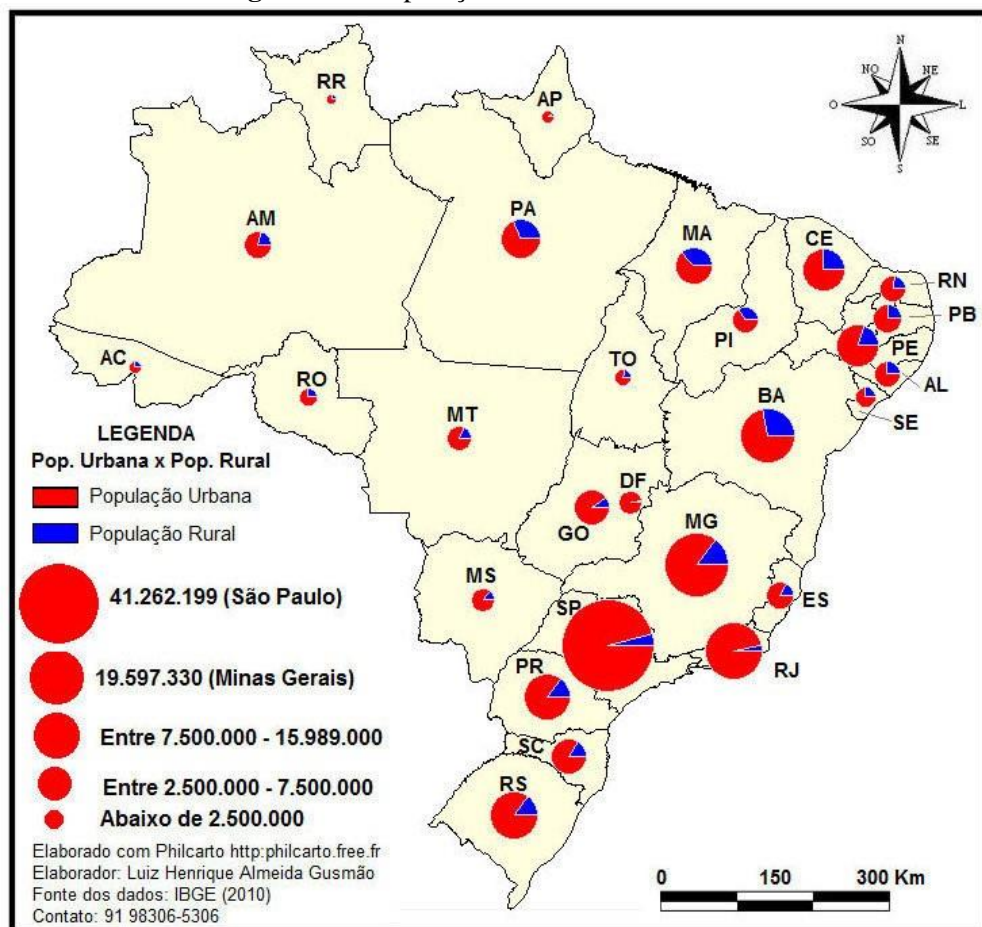 RR
AP
N
NO
NE
O
L
SO
SE
S
AM
PA
MA
CE
RN
PB
PI
PE
AC
RO
TO
AL
MT
BA
SE
LEGENDA
Pop. Urbana x Pop. Rural
População Urbana
População Rural
DF
GO
MG
MS
ES
41.262.199 (São Paulo)
SP
RJ
19.597.330 (Minas Gerais)
PR
Entre 7.500.000 - 15.989.000
SC
Entre 2.500.000 - 7.500.000
RS
Abaixo de 2.500.000
Elaborado com Philcarto http:philcarto.free.fr
Elaborador: Luiz Henrique Almeida Gusmão
Fonte dos dados: IBGE (2010)
Contato: 91 98306-5306
0 150 300 Km